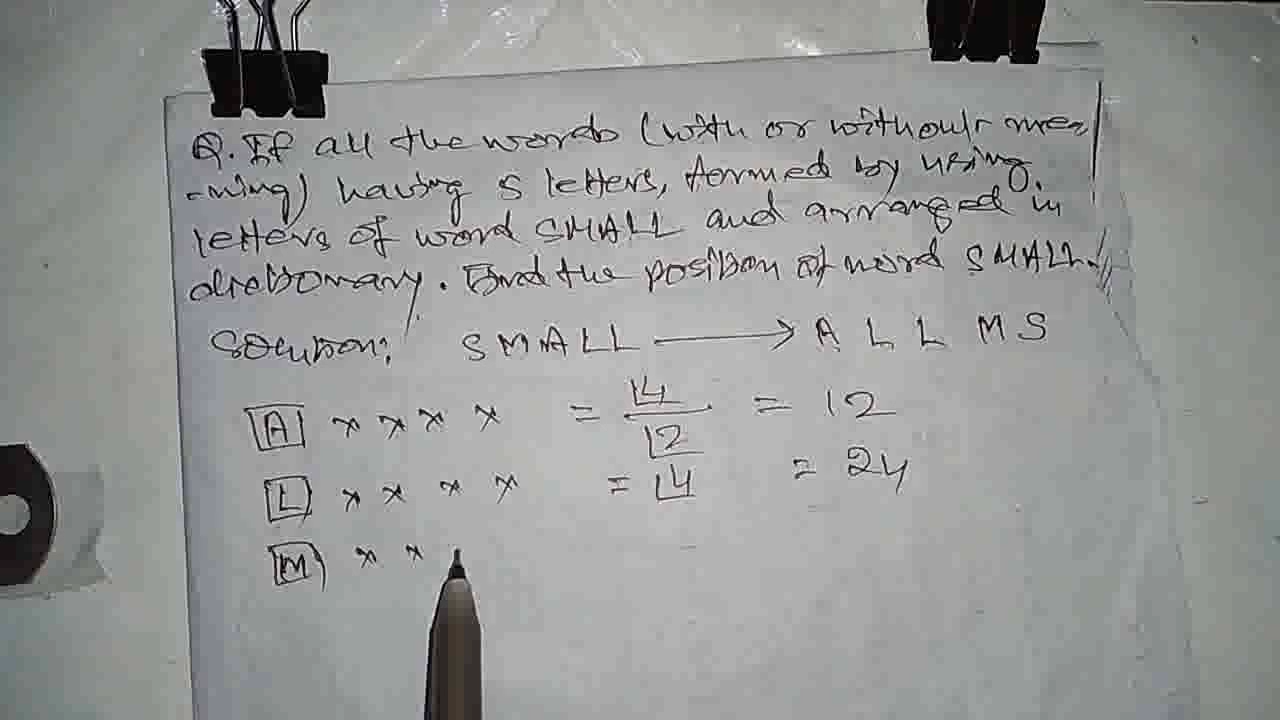 Q. If all the words (with or without mea
-ning) having 5 letters, formed by using
letters of word SMALL and arranged in
dictionary. Find the position of word SMALL.
Solution: SMALL → A L L M S
A × × × × = ⌊4 / ⌊2 = 12
L × × × × = ⌊4 = 24
M × ×